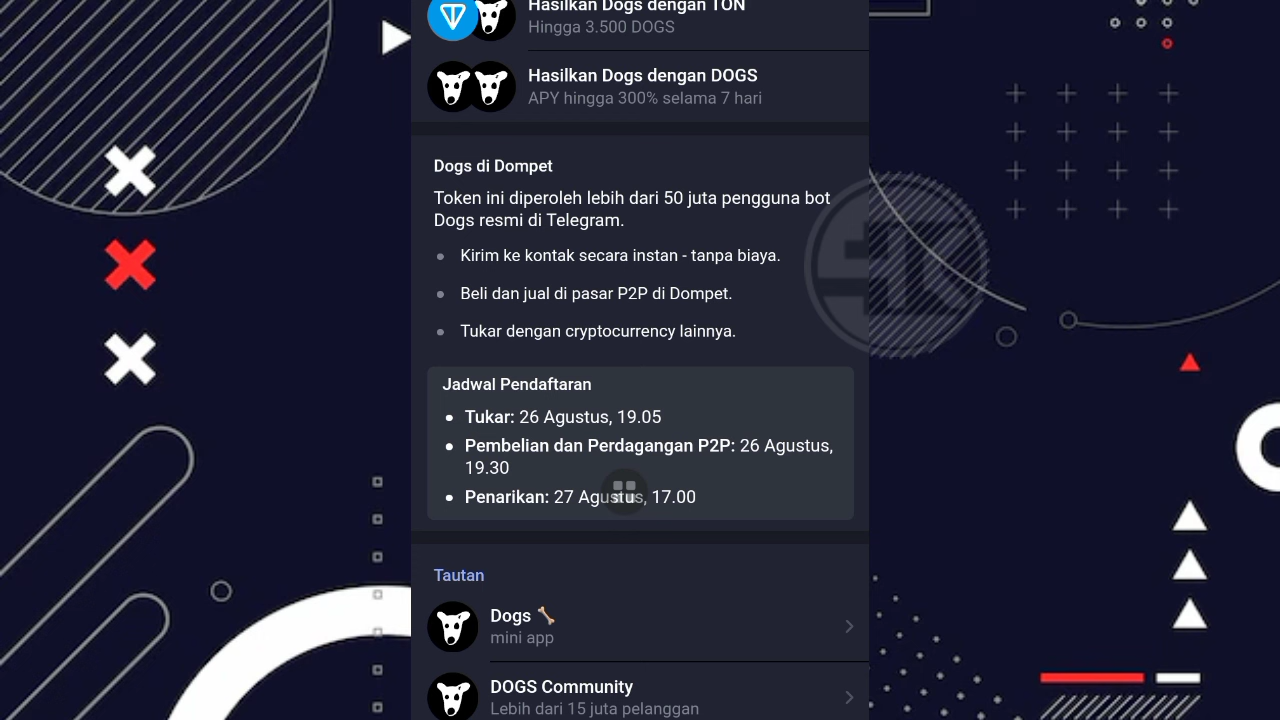 Hasilkan Dogs dengan TON
Hingga 3.500 DOGS
Hasilkan Dogs dengan DOGS
APY hingga 300% selama 7 hari
Dogs di Dompet
Token ini diperoleh lebih dari 50 juta pengguna bot
Dogs resmi di Telegram.
Kirim ke kontak secara instan - tanpa biaya.
Beli dan jual di pasar P2P di Dompet.
Tukar dengan cryptocurrency lainnya.
Jadwal Pendaftaran
Tukar: 26 Agustus, 19.05
Pembelian dan Perdagangan P2P: 26 Agustus,
19.30
Penarikan: 27 Agustus, 17.00
Tautan
Dogs 🦴
mini app
DOGS Community
Lebih dari 15 juta pelanggan